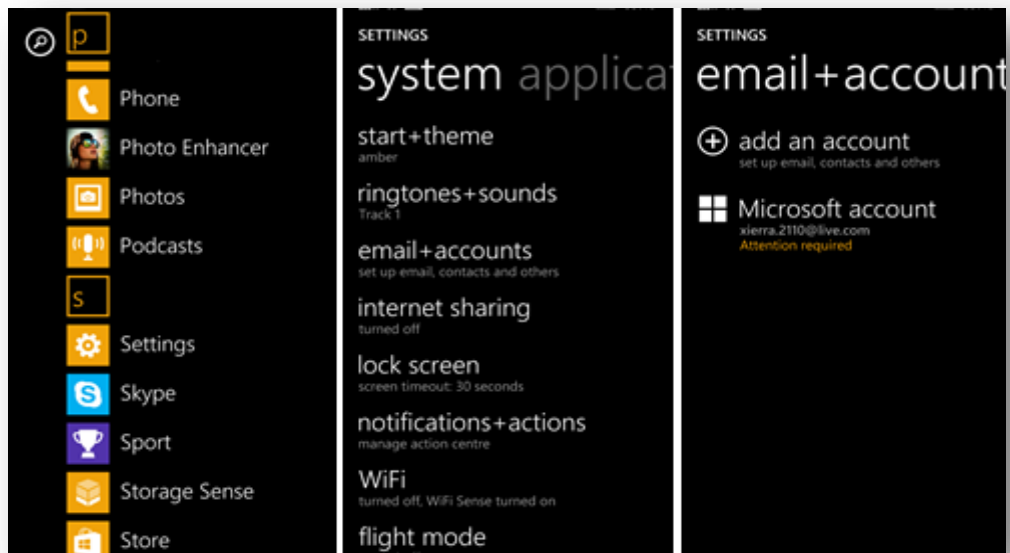 p
Phone
Photo Enhancer
Photos
Podcasts
s
Settings
Skype
Sport
Storage Sense
Store
SETTINGS
system applica
start+theme
amber
ringtones+sounds
Track 1
email+accounts
set up email, contacts and others
internet sharing
turned off
lock screen
screen timeout: 30 seconds
notifications+actions
manage action centre
WiFi
turned off, WiFi Sense turned on
flight mode
SETTINGS
email+account
add an account
set up email, contacts and others
Microsoft account
xierra.2110@live.com
Attention required